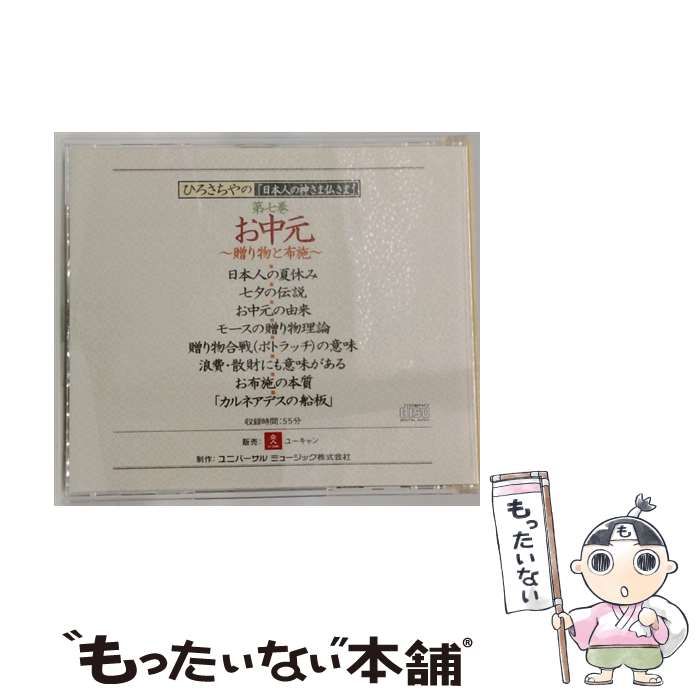 ひろさちやの「日本人の神さま仏さま」
第七巻
お中元
～贈り物と布施～
日本人の夏休み
七夕の伝説
お中元の由来
モースの贈り物理論
贈り物合戦(ポトラッチ)の意味
浪費・散財にも意味がある
お布施の本質
「カルネアデスの船板」
収録時間:55分
販売: ユーキャン
制作: ユニバーサル ミュージック株式会社
COMPACT
disc
DIGITAL AUDIO
も
もったいない
"もったいない本舗®